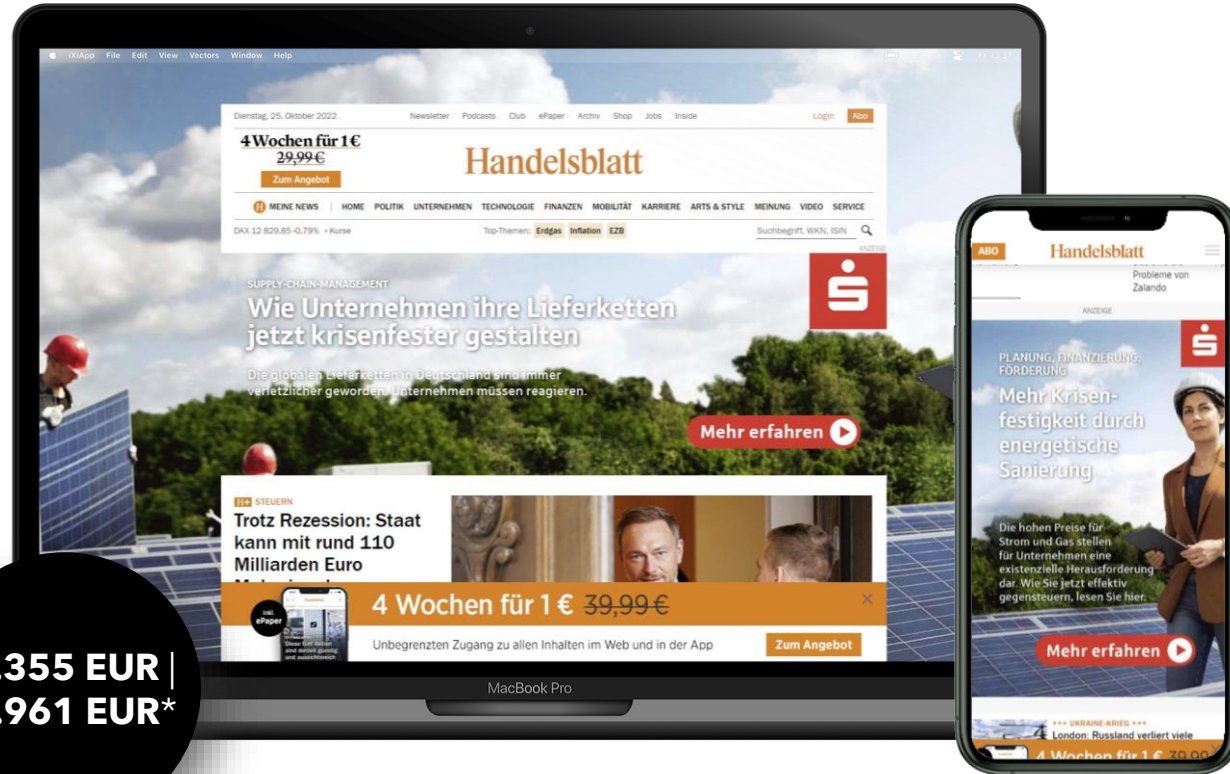 iXiApp File Edit View Vectors Window Help
Dienstag, 25. Oktober 2022 Newsletter Podcasts Club ePaper Archiv Shop Jobs Inside Login Abo
4 Wochen für 1 €
29,99 €
Zum Angebot
Handelsblatt
H MEINE NEWS | HOME POLITIK UNTERNEHMEN TECHNOLOGIE FINANZEN MOBILITÄT KARRIERE ARTS & STYLE MEINUNG VIDEO SERVICE
DAX 12 829,85 -0,79% • Kurse Top-Themen: Erdgas Inflation EZB Suchbegriff, WKN, ISIN
ANZEIGE
SUPPLY-CHAIN-MANAGEMENT
Wie Unternehmen ihre Lieferketten
jetzt krisenfester gestalten
Die globalen Lieferketten in Deutschland sind immer
verletzlicher geworden. Unternehmen müssen reagieren.
Mehr erfahren
H+ STEUERN
Trotz Rezession: Staat
kann mit rund 110
Milliarden Euro
inkl.
ePaper
4 Wochen für 1 € 39,99 €
Unbegrenzten Zugang zu allen Inhalten im Web und in der App
Zum Angebot
MacBook Pro
.355 EUR |
.961 EUR*
ABO Handelsblatt
Probleme von
Zalando
ANZEIGE
PLANUNG, FINANZIERUNG,
FÖRDERUNG
Mehr Krisen-
festigkeit durch
energetische
Sanierung
Die hohen Preise für
Strom und Gas stellen
für Unternehmen eine
existenzielle Herausforderung
dar. Wie Sie jetzt effektiv
gegensteuern, lesen Sie hier.
Mehr erfahren
+++ UKRAINE-KRIEG +++
London: Russland verliert viele
4 Wochen für 1 € 39,99